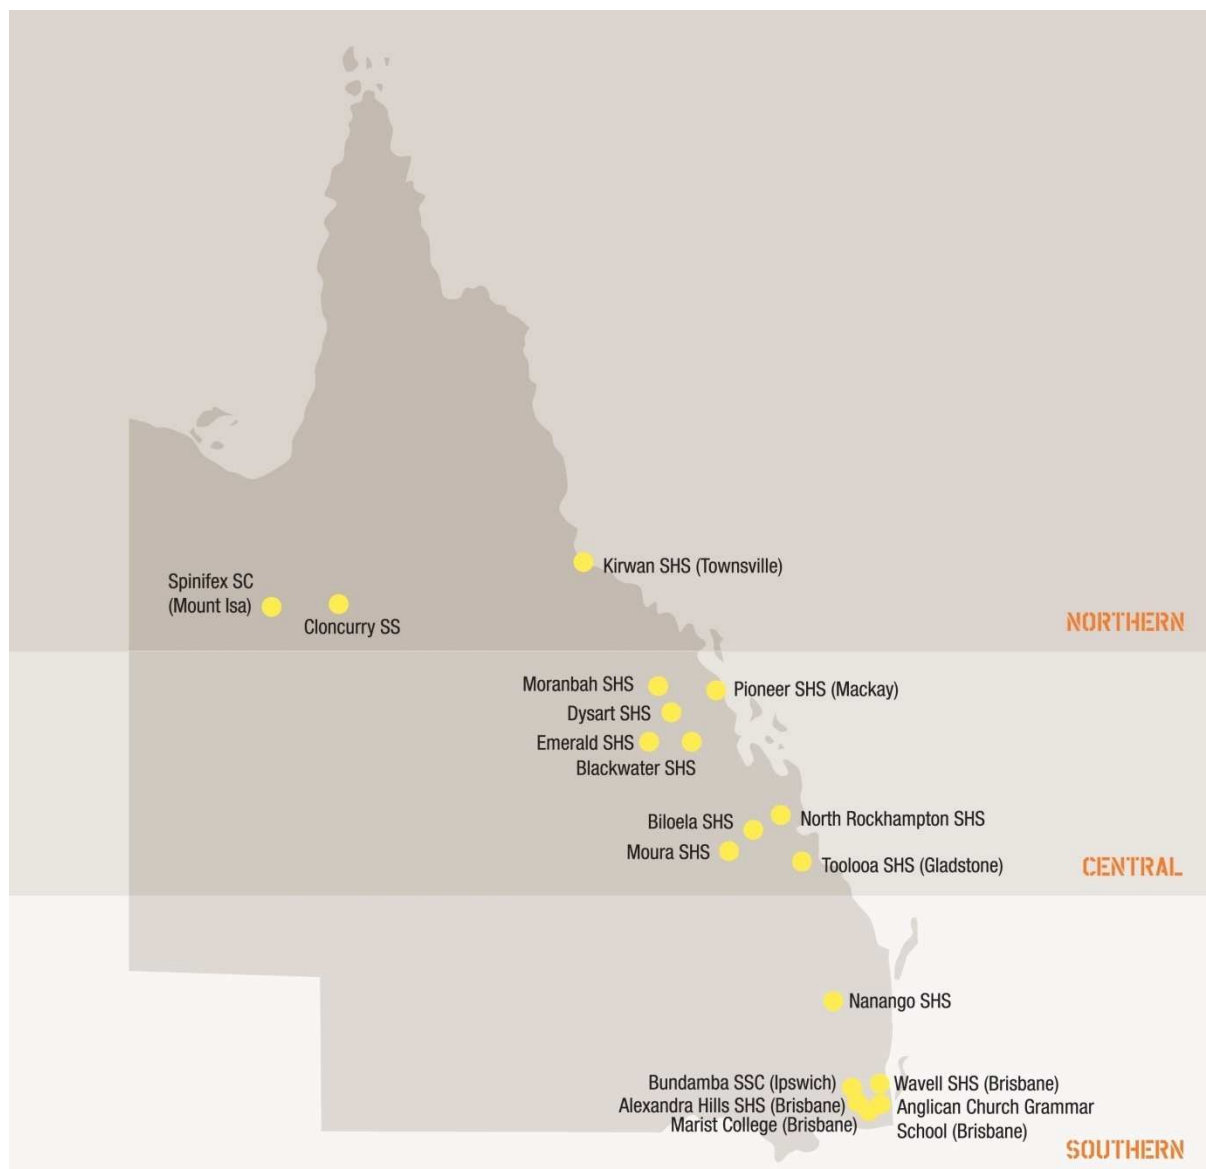 Kirwan SHS (Townsville)
Spinifex SC
(Mount Isa)
Cloncurry SS
NORTHERN
Moranbah SHS
Pioneer SHS (Mackay)
Dysart SHS
Emerald SHS
Blackwater SHS
Biloela SHS
North Rockhampton SHS
Moura SHS
Toolooa SHS (Gladstone)
CENTRAL
Nanango SHS
Bundamba SSC (Ipswich)
Wavell SHS (Brisbane)
Alexandra Hills SHS (Brisbane)
Anglican Church Grammar
School (Brisbane)
Marist College (Brisbane)
SOUTHERN